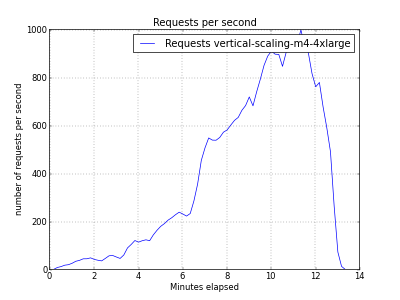 Requests per second
Requests vertical-scaling-m4-4xlarge
number of requests per second
1000
800
600
400
200
0
0 2 4 6 8 10 12 14
Minutes elapsed